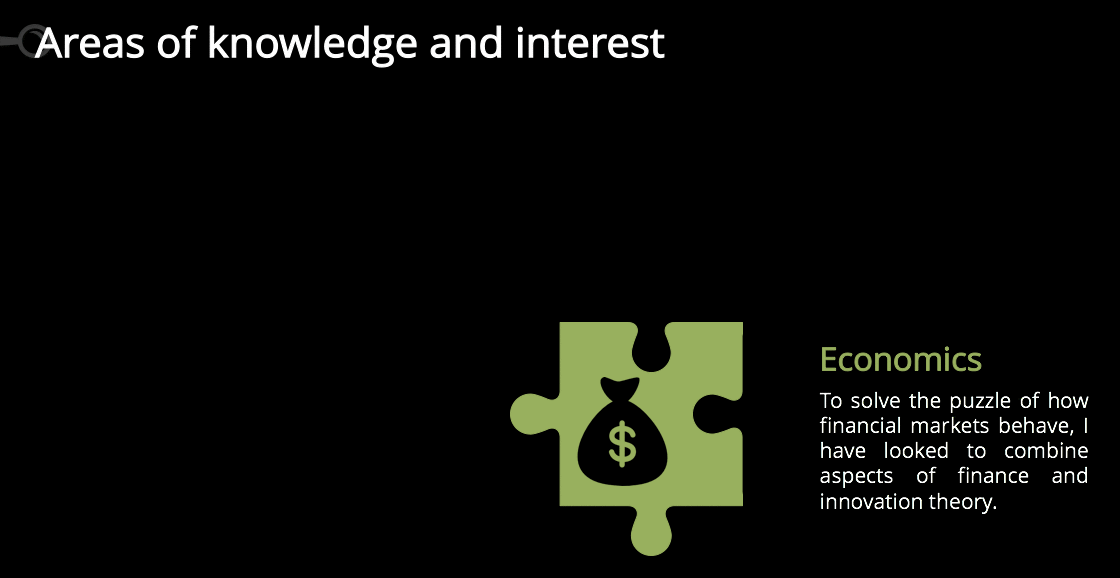 Areas of knowledge and interest
Economics
To solve the puzzle of how
financial markets behave, I
have looked to combine
aspects of finance and
innovation theory.
$